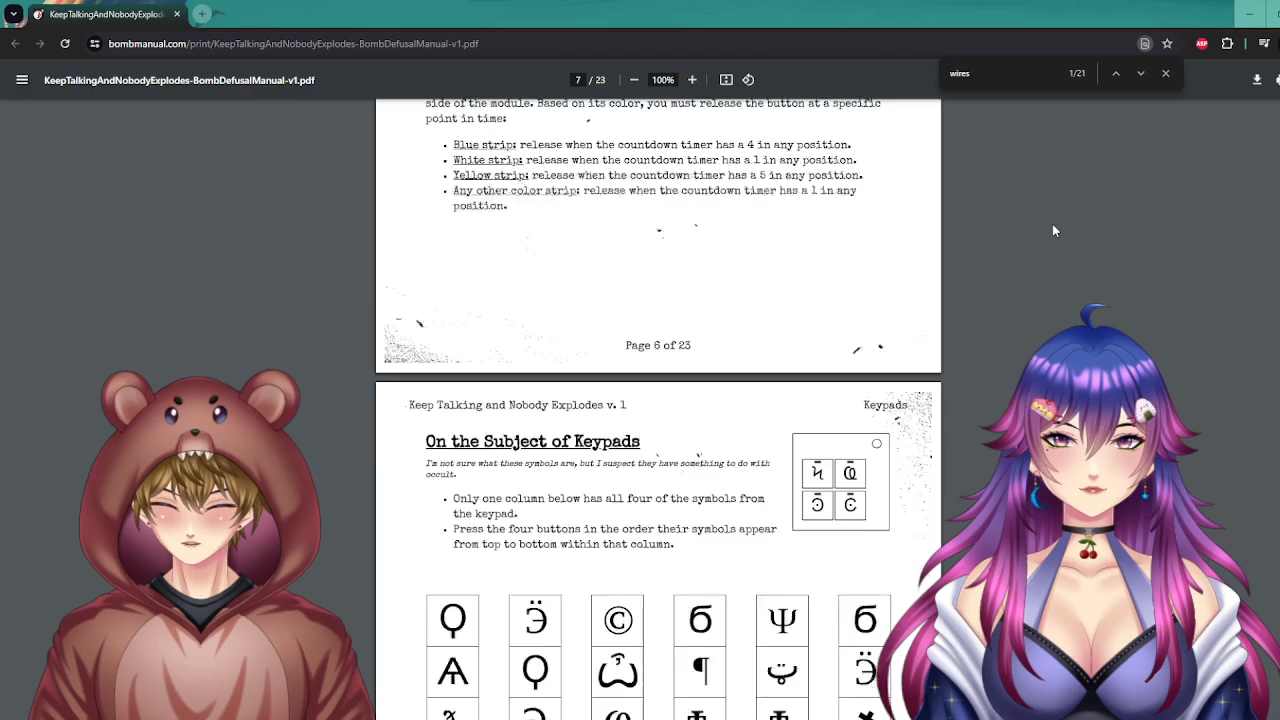 KeepTalkingAndNobodyExplod
bombmanual.com/print/KeepTalkingAndNobodyExplodes-BombDefusalManual-v1.pdf
ABP
wires 1/21
KeepTalkingAndNobodyExplodes-BombDefusalManual-v1.pdf 7 / 23 100%
side of the module. Based on its color, you must release the button at a specific
point in time:
• Blue strip: release when the countdown timer has a 4 in any position.
• White strip: release when the countdown timer has a 1 in any position.
• Yellow strip: release when the countdown timer has a 5 in any position.
• Any other color strip: release when the countdown timer has a 1 in any
position.
Page 6 of 23
Keep Talking and Nobody Explodes v. 1 Keypads
On the Subject of Keypads
I'm not sure what these symbols are, but I suspect they have something to do with
occult.
• Only one column below has all four of the symbols from
the keypad.
• Press the four buttons in the order their symbols appear
from top to bottom within that column.
Ϙ Ӭ © б Ψ б
Ѧ Ϙ Ѽ ¶ ټ Ӭ